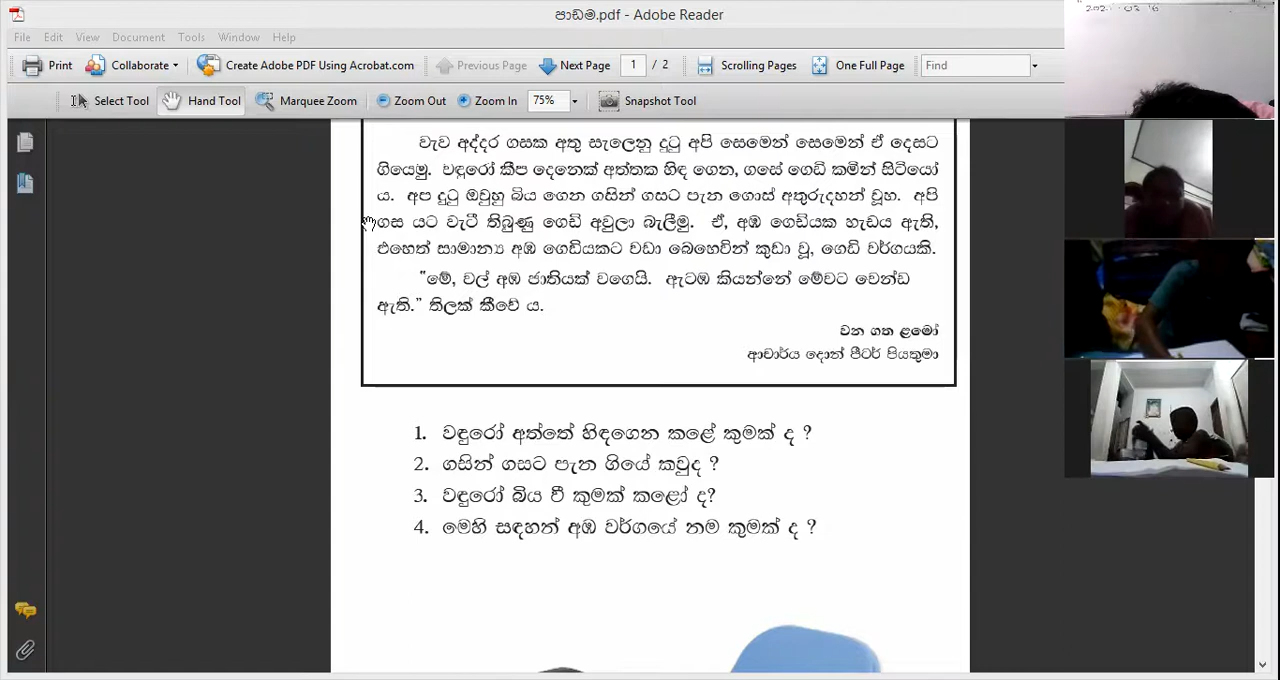 පාඩම.pdf - Adobe Reader
File Edit View Document Tools Window Help
Print Collaborate Create Adobe PDF Using Acrobat.com Previous Page Next Page 1 / 2 Scrolling Pages One Full Page Find
Select Tool Hand Tool Marquee Zoom Zoom Out Zoom In 75% Snapshot Tool
වැව අද්දර ගසක අතු සැලෙනු දුටු අපි සෙමෙන් සෙමෙන් ඒ දෙසට
ගියෙමු. වඳුරෝ කීප දෙනෙක් අත්තක හිඳ ගෙන, ගසේ ගෙඩි කමින් සිටියෝ
ය. අප දුටු ඔවුහු බිය ගෙන ගසින් ගසට පැන ගොස් අතුරුදහන් වූහ. අපි
ගස යට වැටී තිබුණු ගෙඩි අවුලා බැලීමු. ඒ, අඹ ගෙඩියක හැඩය ඇති,
එහෙත් සාමාන්‍ය අඹ ගෙඩියකට වඩා බෙහෙවින් කුඩා වූ, ගෙඩි වර්ගයකි.
"මේ, වල් අඹ ජාතියක් වගෙයි. ඇටඹ කියන්නේ මේවට වෙන්ඩ
ඇති." තිලක් කීවේ ය.
වන ගත ළමෝ
ආචාර්ය දොන් පීටර් පියතුමා
1. වඳුරෝ අත්තේ හිඳගෙන කළේ කුමක් ද ?
2. ගසින් ගසට පැන ගියේ කවුද ?
3. වඳුරෝ බිය වී කුමක් කළෝ ද?
4. මෙහි සඳහන් අඹ වර්ගයේ නම කුමක් ද ?